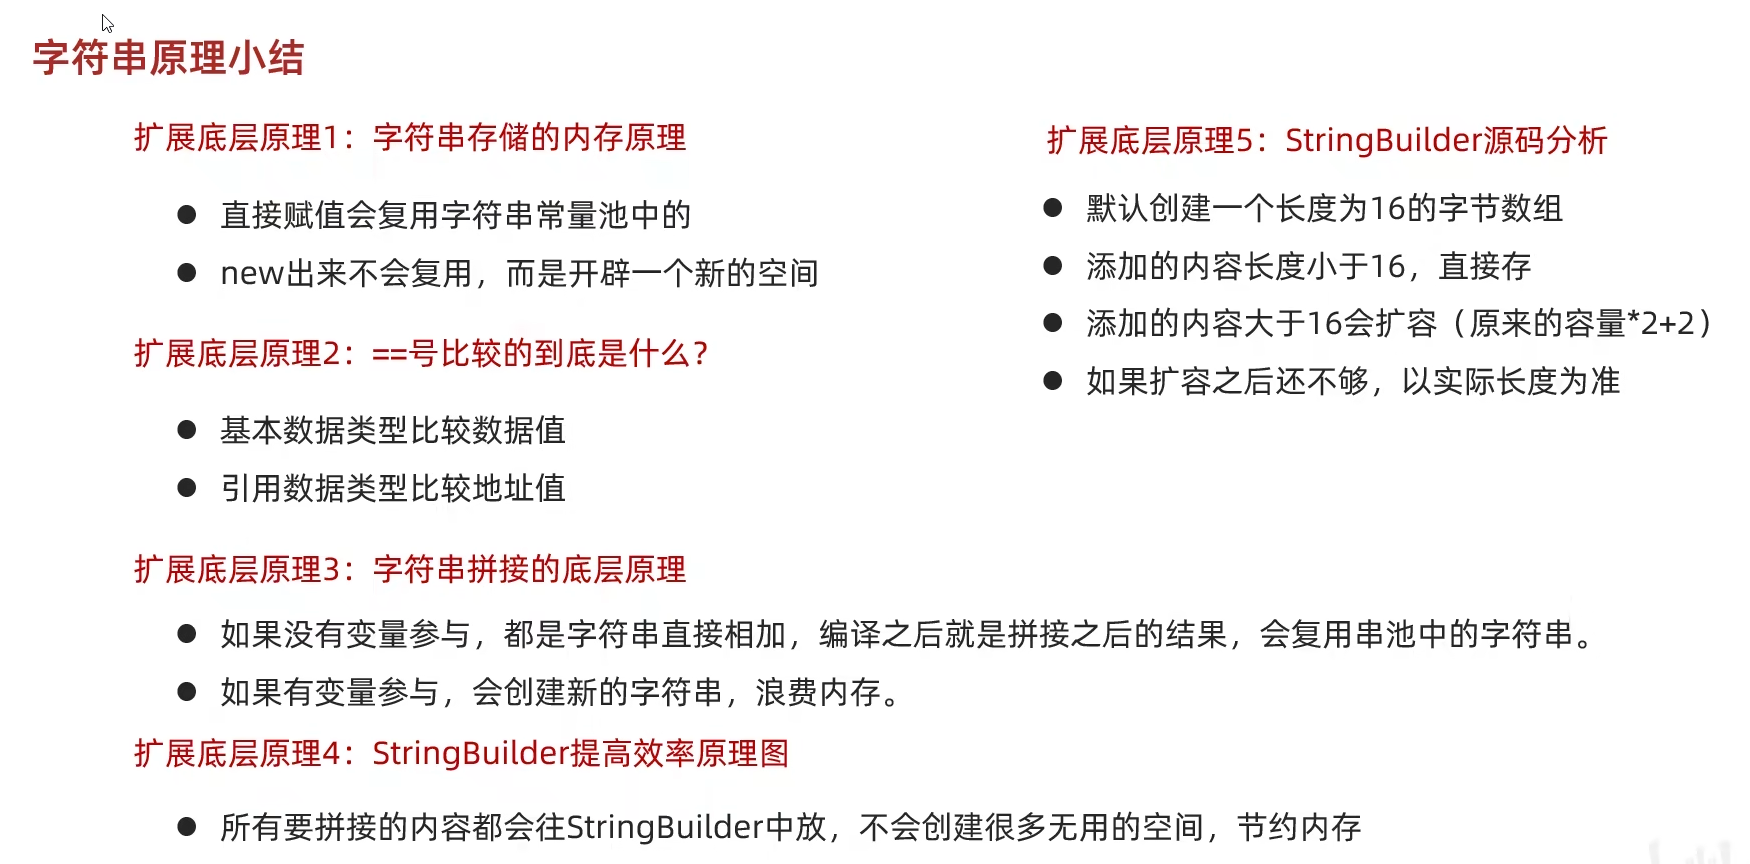 字符串原理小结
扩展底层原理1：字符串存储的内存原理
● 直接赋值会复用字符串常量池中的
● new出来不会复用，而是开辟一个新的空间
扩展底层原理2：==号比较的到底是什么？
● 基本数据类型比较数据值
● 引用数据类型比较地址值
扩展底层原理3：字符串拼接的底层原理
● 如果没有变量参与，都是字符串直接相加，编译之后就是拼接之后的结果，会复用串池中的字符串。
● 如果有变量参与，会创建新的字符串，浪费内存。
扩展底层原理4：StringBuilder提高效率原理图
● 所有要拼接的内容都会往StringBuilder中放，不会创建很多无用的空间，节约内存
扩展底层原理5：StringBuilder源码分析
● 默认创建一个长度为16的字节数组
● 添加的内容长度小于16，直接存
● 添加的内容大于16会扩容（原来的容量*2+2）
● 如果扩容之后还不够，以实际长度为准